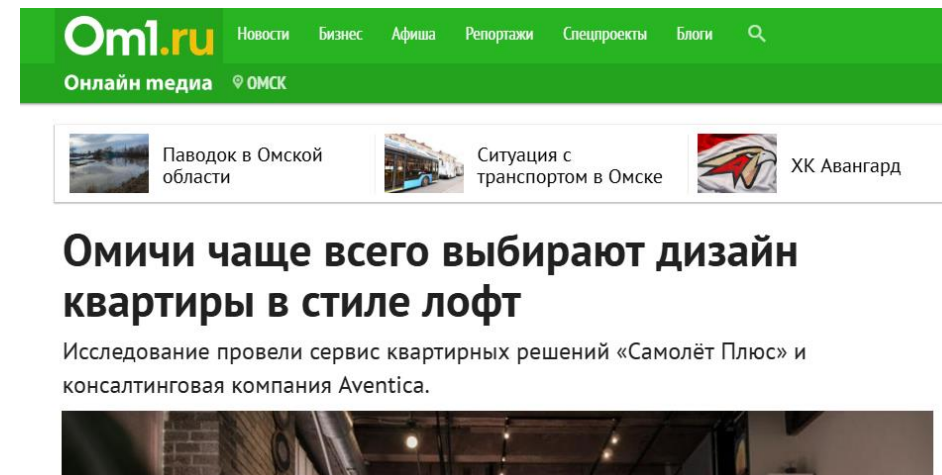 Om1.ru Новости Бизнес Афиша Репортажи Спецпроекты Блоги
Онлайн медиа ОМСК
Паводок в Омской
области
Ситуация с
транспортом в Омске
ХК Авангард
Омичи чаще всего выбирают дизайн
квартиры в стиле лофт
Исследование провели сервис квартирных решений «Самолёт Плюс» и
консалтинговая компания Aventica.